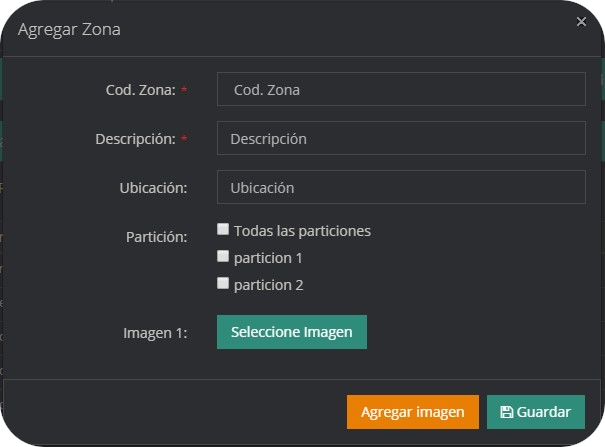 Agregar Zona ×
Cod. Zona: * Cod. Zona
Descripción: * Descripción
Ubicación: Ubicación
Partición: Todas las particiones
particion 1
particion 2
Imagen 1: Seleccione Imagen
Agregar imagen Guardar